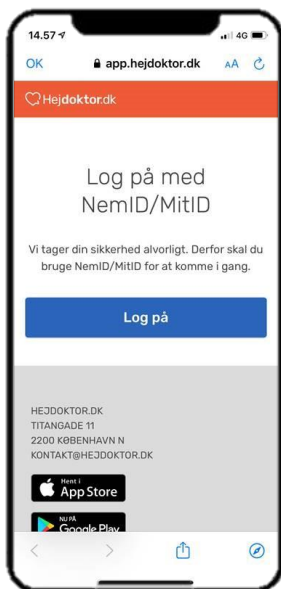 14.57
4G
OK
app.hejdoktor.dk
AA
Hejdoktor.dk
Log på med
NemID/MitID
Vi tager din sikkerhed alvorligt. Derfor skal du
bruge NemID/MitID for at komme i gang.
Log på
HEJDOKTOR.DK
TITANGADE 11
2200 KØBENHAVN N
KONTAKT@HEJDOKTOR.DK
Hent i
App Store
NU PÅ
Google Play